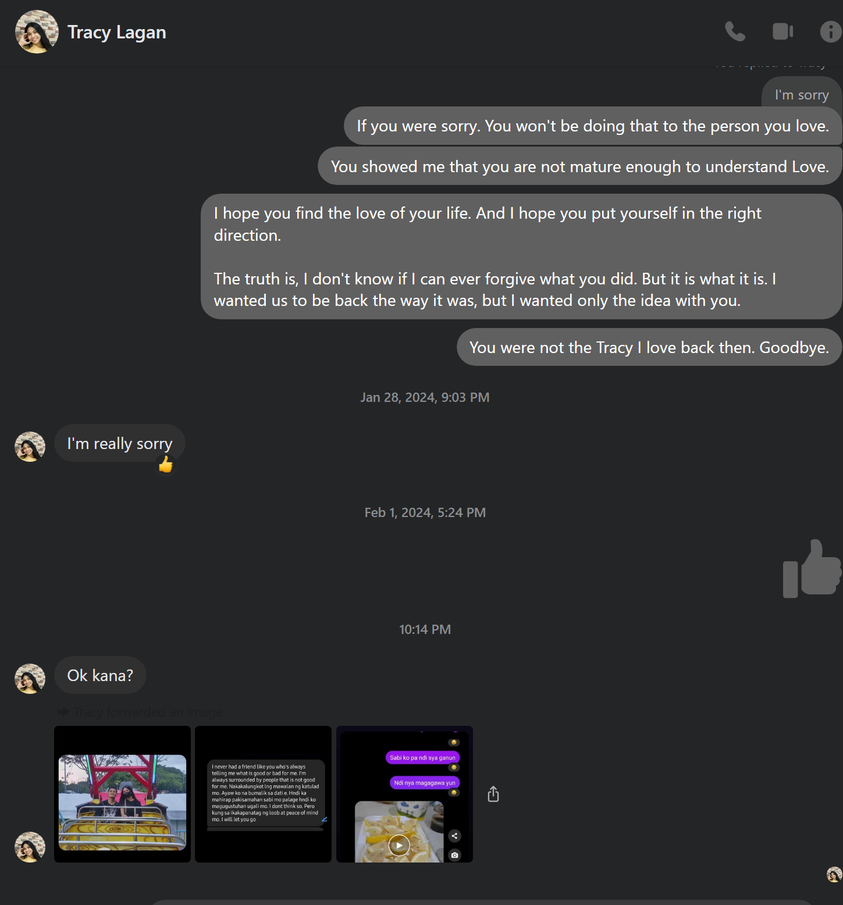 Tracy Lagan
You replied to Tracy
I'm sorry
If you were sorry. You won't be doing that to the person you love.
You showed me that you are not mature enough to understand Love.
I hope you find the love of your life. And I hope you put yourself in the right
direction.
The truth is, I don't know if I can ever forgive what you did. But it is what it is. I
wanted us to be back the way it was, but I wanted only the idea with you.
You were not the Tracy I love back then. Goodbye.
Jan 28, 2024, 9:03 PM
I'm really sorry
Feb 1, 2024, 5:24 PM
10:14 PM
Ok kana?
Tracy forwarded an image
I never had a friend like you who's always
telling me what is good or bad for me. I'm
always surrounded by people that is not good
for me. Nakakalungkot ing mawalan ng katulad
mo. Ayaw ko na bumalik sa dati e. Hndi ka
mahirap pakisamahan sabi mo palage hndi ko
magugustuhan ugali mo. I dont think so. Pero
kung sa ikakapanatag ng loob at peace of mind
mo. I will let you go
Sabi ko pa ndi sya ganun
Ndi nya magagawa yun